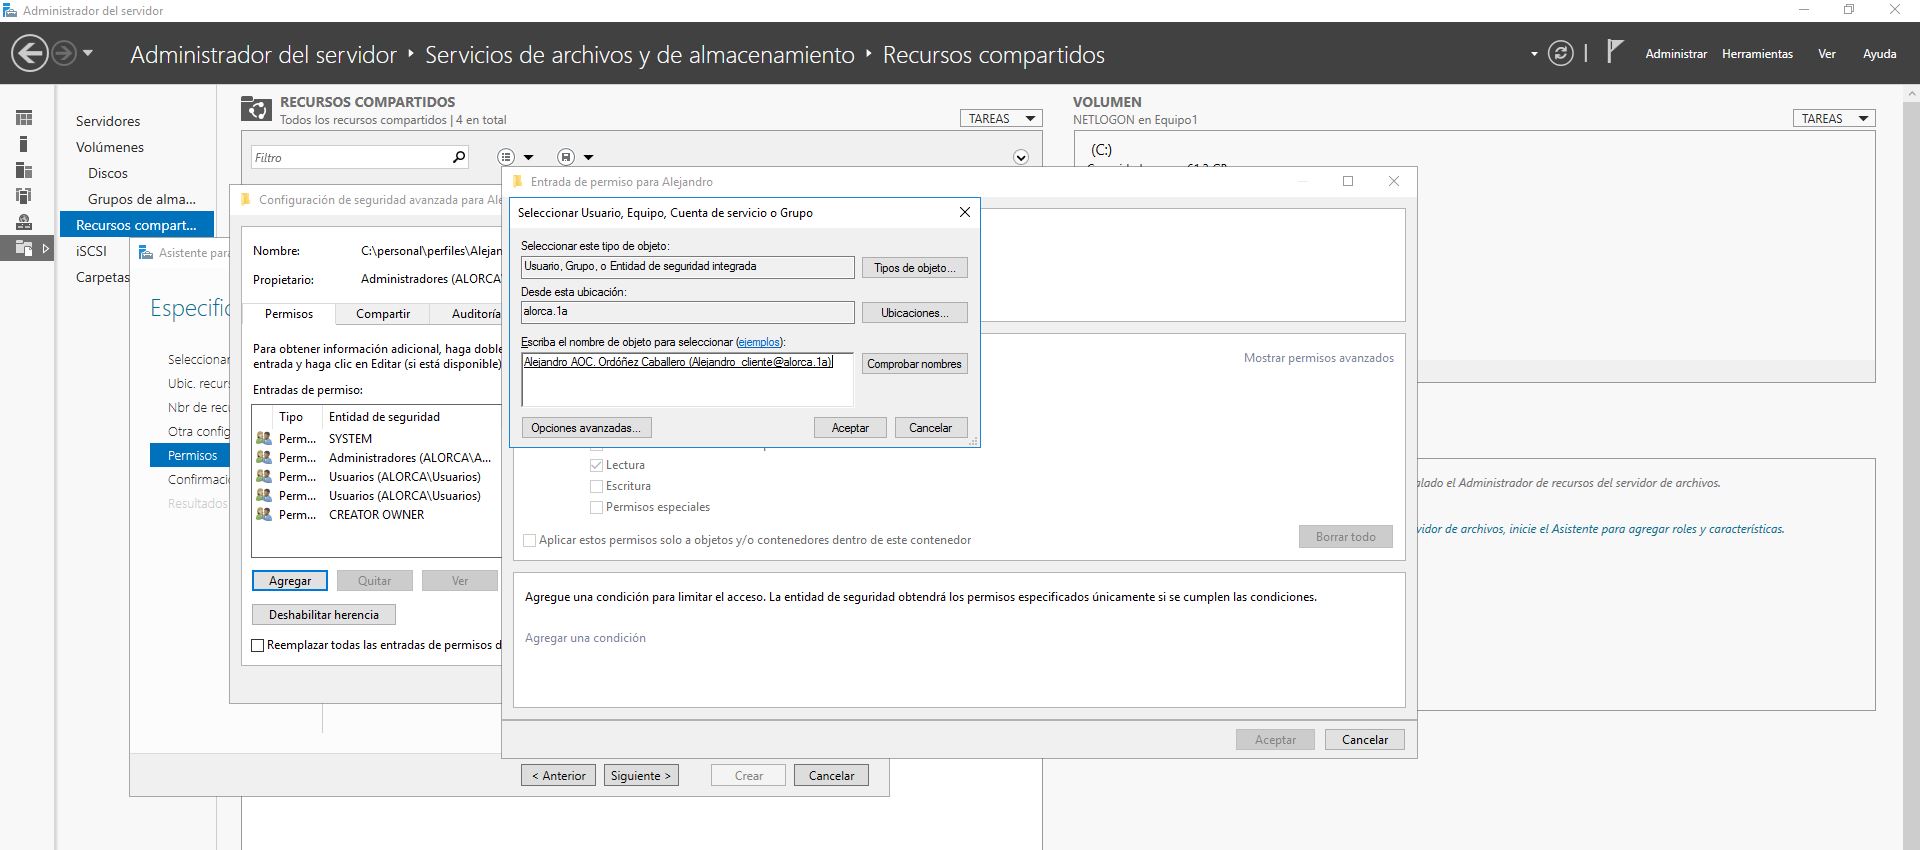 Administrador del servidor
Administrador del servidor ‣ Servicios de archivos y de almacenamiento ‣ Recursos compartidos
Administrar Herramientas Ver Ayuda
Servidores
Volúmenes
Discos
Grupos de alma...
Recursos compart...
iSCSI
Carpetas
RECURSOS COMPARTIDOS
Todos los recursos compartidos | 4 en total
TAREAS
Filtro
VOLUMEN
NETLOGON en Equipo1
TAREAS
(C:)
Asistente para
Especific
Seleccionar
Ubic. recurs
Nbr de recu
Otra config
Permisos
Confirmaci
Resultados
< Anterior
Siguiente >
Crear
Cancelar
Configuración de seguridad avanzada para Ale
Nombre: C:\personal\perfiles\Alejan
Propietario: Administradores (ALORCA
Permisos Compartir Auditoría
Para obtener información adicional, haga doble
entrada y haga clic en Editar (si está disponible)
Entradas de permiso:
Tipo Entidad de seguridad
Perm... SYSTEM
Perm... Administradores (ALORCA\A...
Perm... Usuarios (ALORCA\Usuarios)
Perm... Usuarios (ALORCA\Usuarios)
Perm... CREATOR OWNER
Agregar Quitar Ver
Deshabilitar herencia
Reemplazar todas las entradas de permisos d
Entrada de permiso para Alejandro
Mostrar permisos avanzados
Lectura
Escritura
Permisos especiales
Aplicar estos permisos solo a objetos y/o contenedores dentro de este contenedor
Borrar todo
Agregue una condición para limitar el acceso. La entidad de seguridad obtendrá los permisos especificados únicamente si se cumplen las condiciones.
Agregar una condición
Aceptar Cancelar
Seleccionar Usuario, Equipo, Cuenta de servicio o Grupo
Seleccionar este tipo de objeto:
Usuario, Grupo, o Entidad de seguridad integrada
Tipos de objeto...
Desde esta ubicación:
alorca.1a
Ubicaciones...
Escriba el nombre de objeto para seleccionar (ejemplos):
Alejandro AOC. Ordóñez Caballero (Alejandro_cliente@alorca.1a)
Comprobar nombres
Opciones avanzadas...
Aceptar Cancelar
alado el Administrador de recursos del servidor de archivos.
vidor de archivos, inicie el Asistente para agregar roles y características.